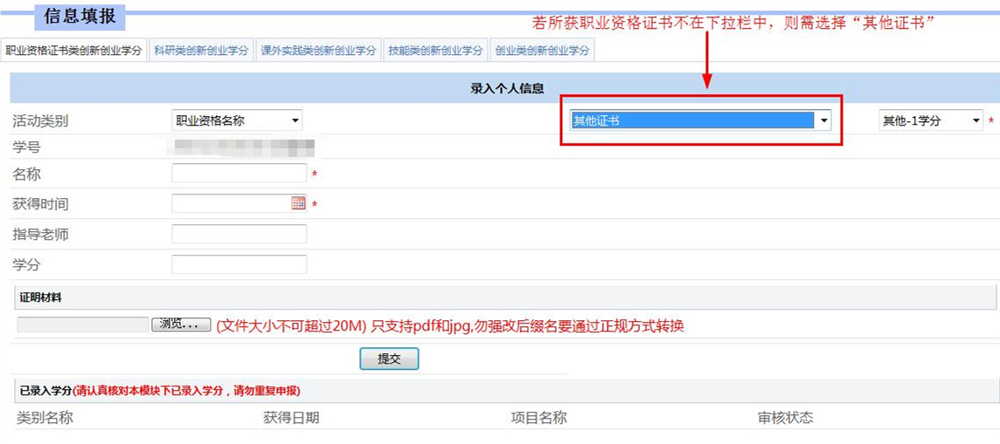 信息填报
若所获职业资格证书不在下拉栏中，则需选择“其他证书”
职业资格证书类创新创业学分 科研类创新创业学分 课外实践类创新创业学分 技能类创新创业学分 创业类创新创业学分
录入个人信息
活动类别 职业资格名称 其他证书 其他-1学分 *
学号
名称 *
获得时间 *
指导老师
学分
证明材料
浏览... (文件大小不可超过20M) 只支持pdf和jpg,勿强改后缀名要通过正规方式转换
提交
已录入学分(请认真核对本模块下已录入学分，请勿重复申报)
类别名称 获得日期 项目名称 审核状态